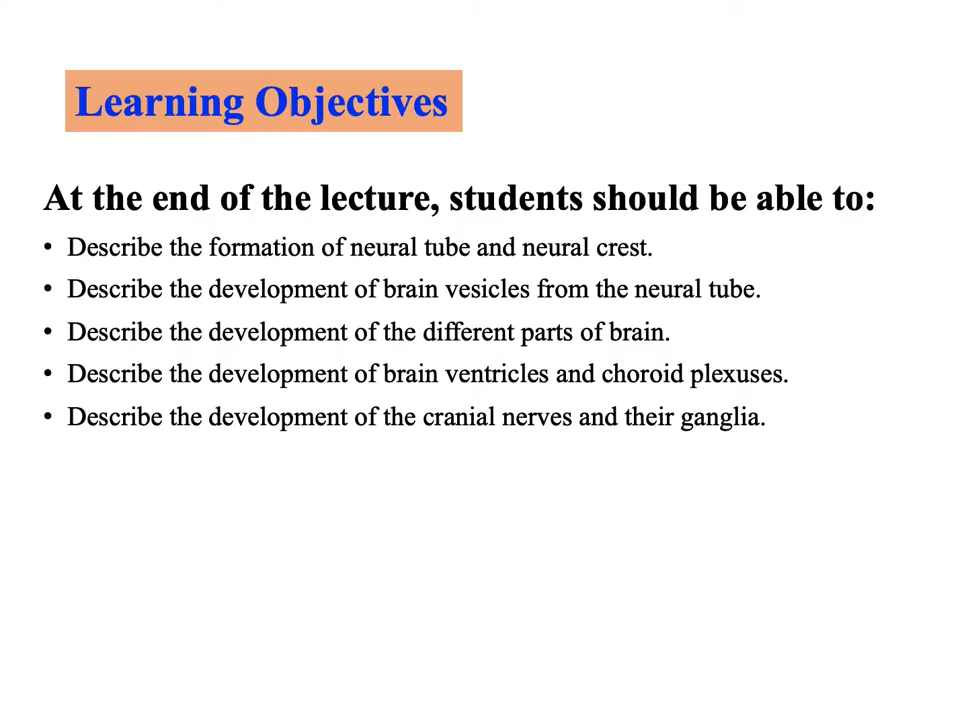 Learning Objectives
At the end of the lecture, students should be able to:
• Describe the formation of neural tube and neural crest.
• Describe the development of brain vesicles from the neural tube.
• Describe the development of the different parts of brain.
• Describe the development of brain ventricles and choroid plexuses.
• Describe the development of the cranial nerves and their ganglia.